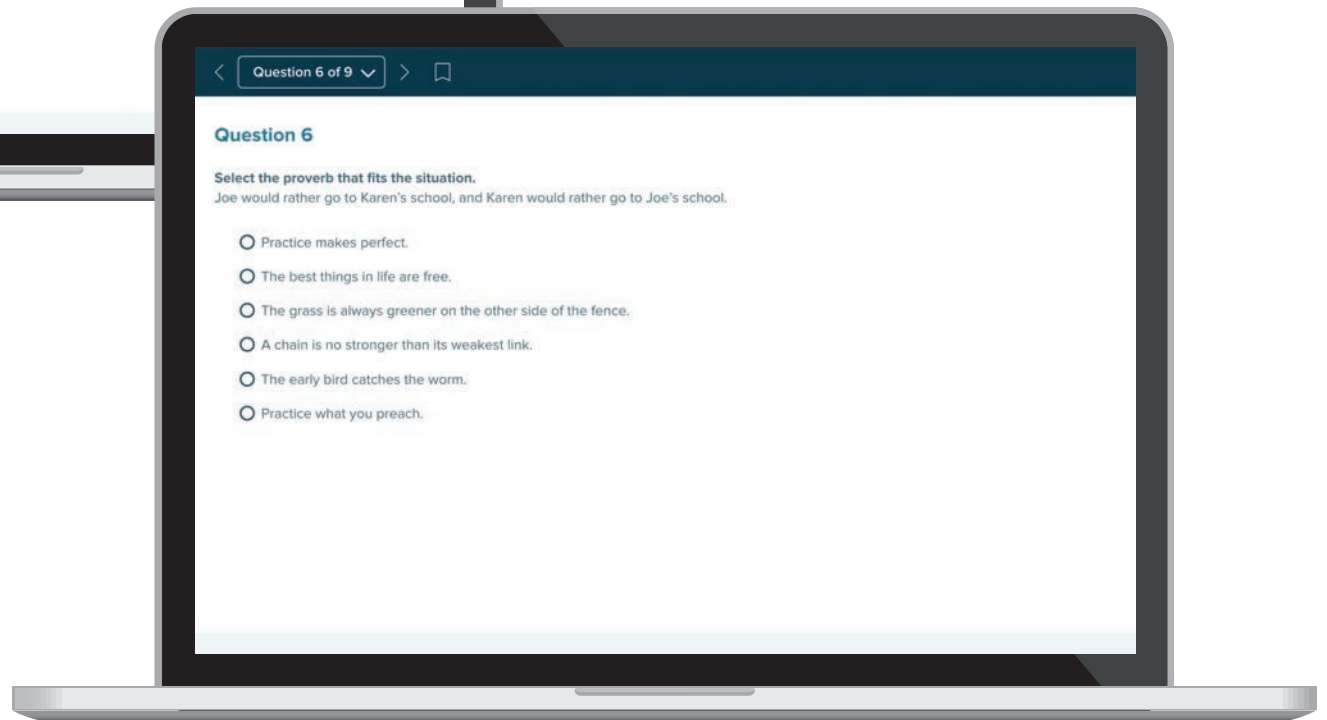 Question 6 of 9
Question 6
Select the proverb that fits the situation.
Joe would rather go to Karen's school, and Karen would rather go to Joe's school.
Practice makes perfect.
The best things in life are free.
The grass is always greener on the other side of the fence.
A chain is no stronger than its weakest link.
The early bird catches the worm.
Practice what you preach.